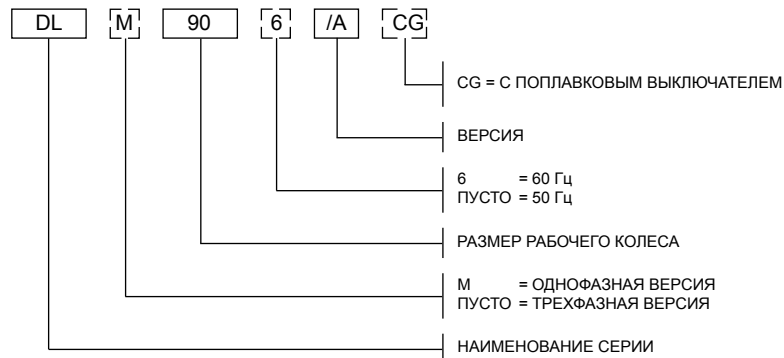 DL M 90 6 /A CG
CG = С ПОПЛАВКОВЫМ ВЫКЛЮЧАТЕЛЕМ
ВЕРСИЯ
6 = 60 Гц
ПУСТО = 50 Гц
РАЗМЕР РАБОЧЕГО КОЛЕСА
М = ОДНОФАЗНАЯ ВЕРСИЯ
ПУСТО = ТРЕХФАЗНАЯ ВЕРСИЯ
НАИМЕНОВАНИЕ СЕРИИ